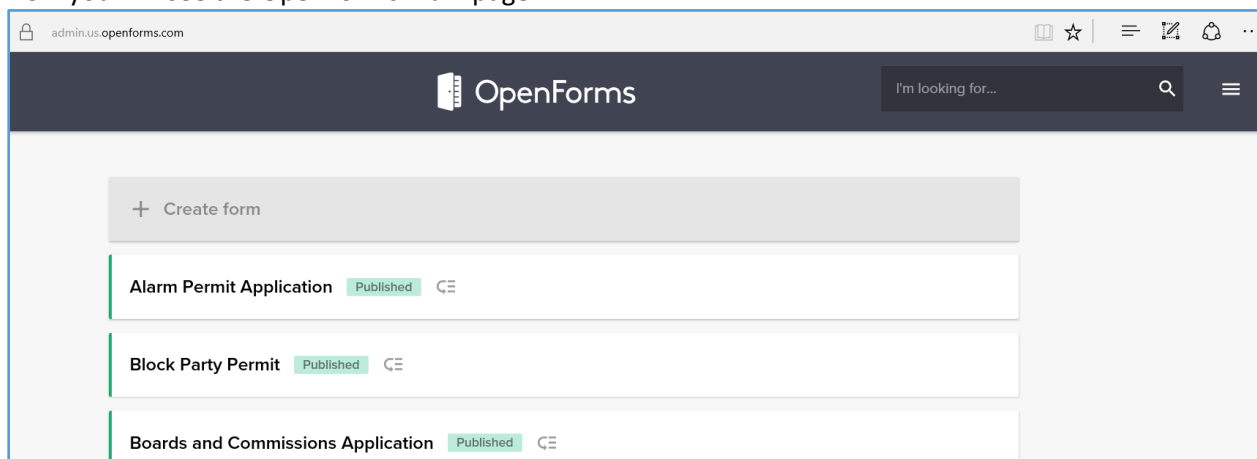 admin.us.openforms.com
OpenForms
I'm looking for...
+ Create form
Alarm Permit Application Published
Block Party Permit Published
Boards and Commissions Application Published